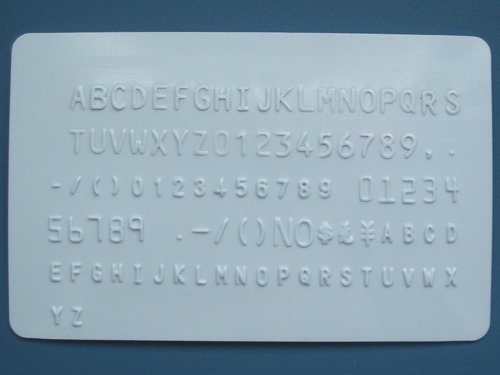 ABCDEFGHIJKLMNOPQRS
TUVWXYZ0123456789,.
-/()0123456789 01234
56789 .-/()NO ¥ABCD
EFGHIJKLMNOPQRSTUVWX
YZ